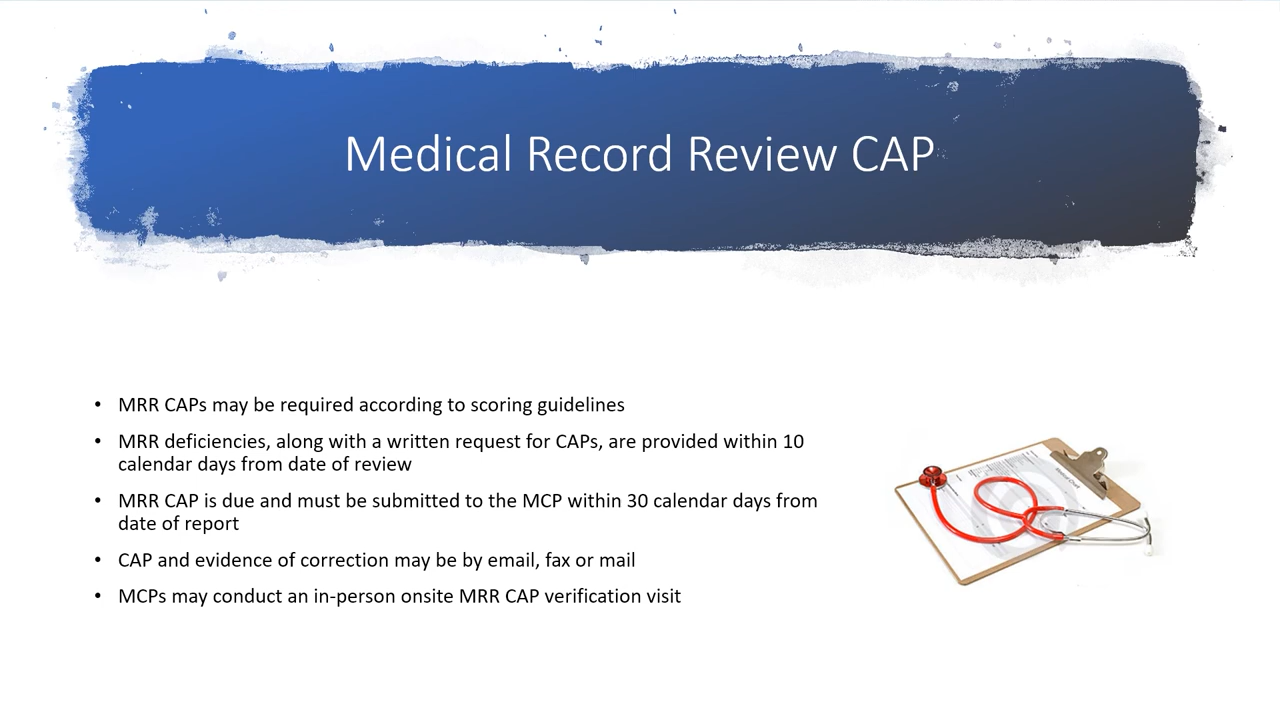 Medical Record Review CAP
• MRR CAPs may be required according to scoring guidelines
• MRR deficiencies, along with a written request for CAPs, are provided within 10
calendar days from date of review
• MRR CAP is due and must be submitted to the MCP within 30 calendar days from
date of report
• CAP and evidence of correction may be by email, fax or mail
• MCPs may conduct an in-person onsite MRR CAP verification visit